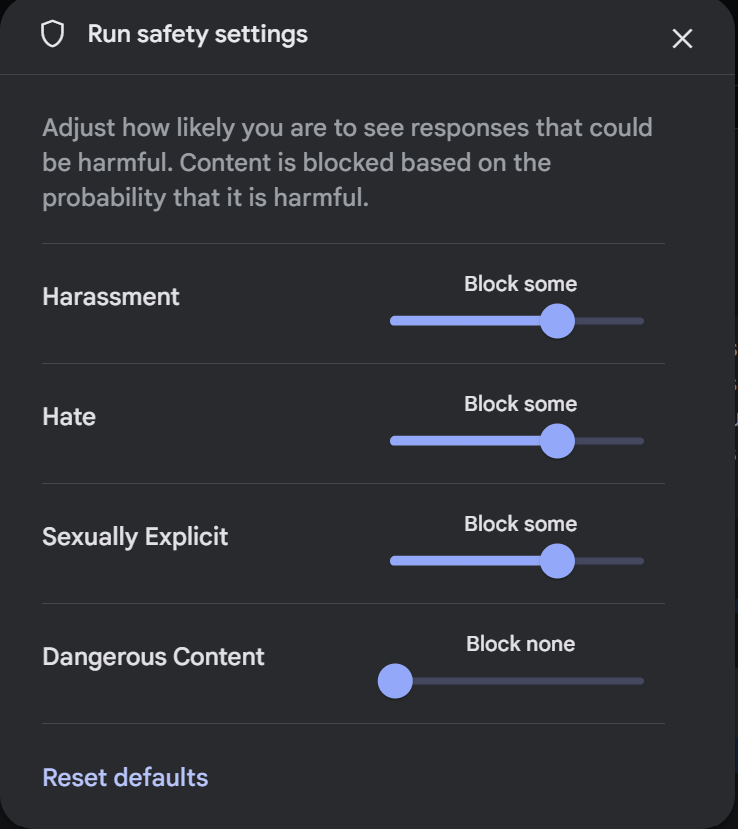 Run safety settings
Adjust how likely you are to see responses that could
be harmful. Content is blocked based on the
probability that it is harmful.
Harassment
Block some
Hate
Block some
Sexually Explicit
Block some
Dangerous Content
Block none
Reset defaults